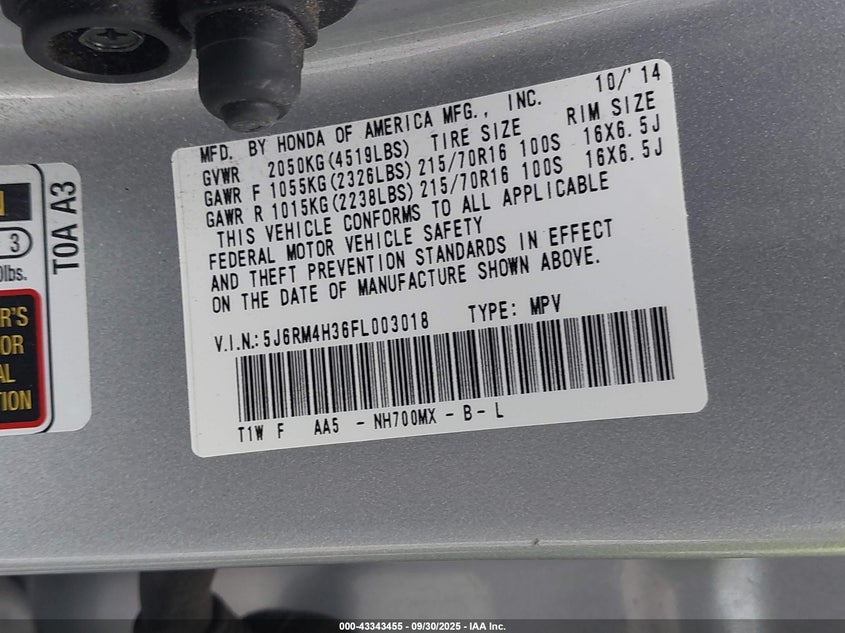 MFD. BY HONDA OF AMERICA MFG., INC. 10/'14
GVWR 2050KG(4519LBS) TIRE SIZE RIM SIZE
GAWR F 1055KG(2326LBS) 215/70R16 100S 16X6.5J
GAWR R 1015KG(2238LBS) 215/70R16 100S 16X6.5J
THIS VEHICLE CONFORMS TO ALL APPLICABLE
FEDERAL MOTOR VEHICLE SAFETY
AND THEFT PREVENTION STANDARDS IN EFFECT
ON THE DATE OF MANUFACTURE SHOWN ABOVE.
V.I.N.:5J6RM4H36FL003018 TYPE: MPV
T1W F AA5 - NH700MX - B - L
TOA A3
3
lbs.
000-43343455 - 09/30/2025 - IAA Inc.